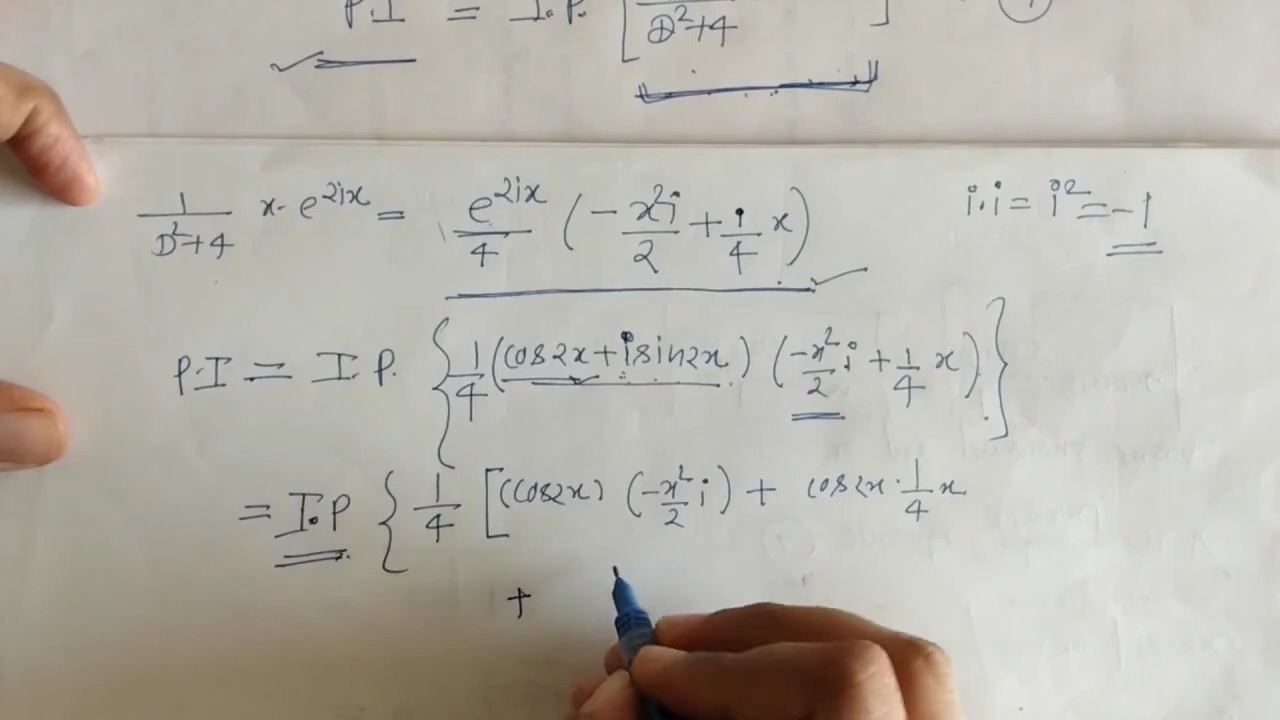 P.I = I.P. [ D²+4 ]
1/(D²+4) x·e^2ix = e^2ix/4 (-x²i/2 + i/4 x) i.i = i² = -1
P.I = I.P. {1/4 (cos2x + isin2x) (-x²/2 i + 1/4 x)}
= I.P { 1/4 [(cos2x) (-x²/2 i) + cos2x · 1/4 x
+